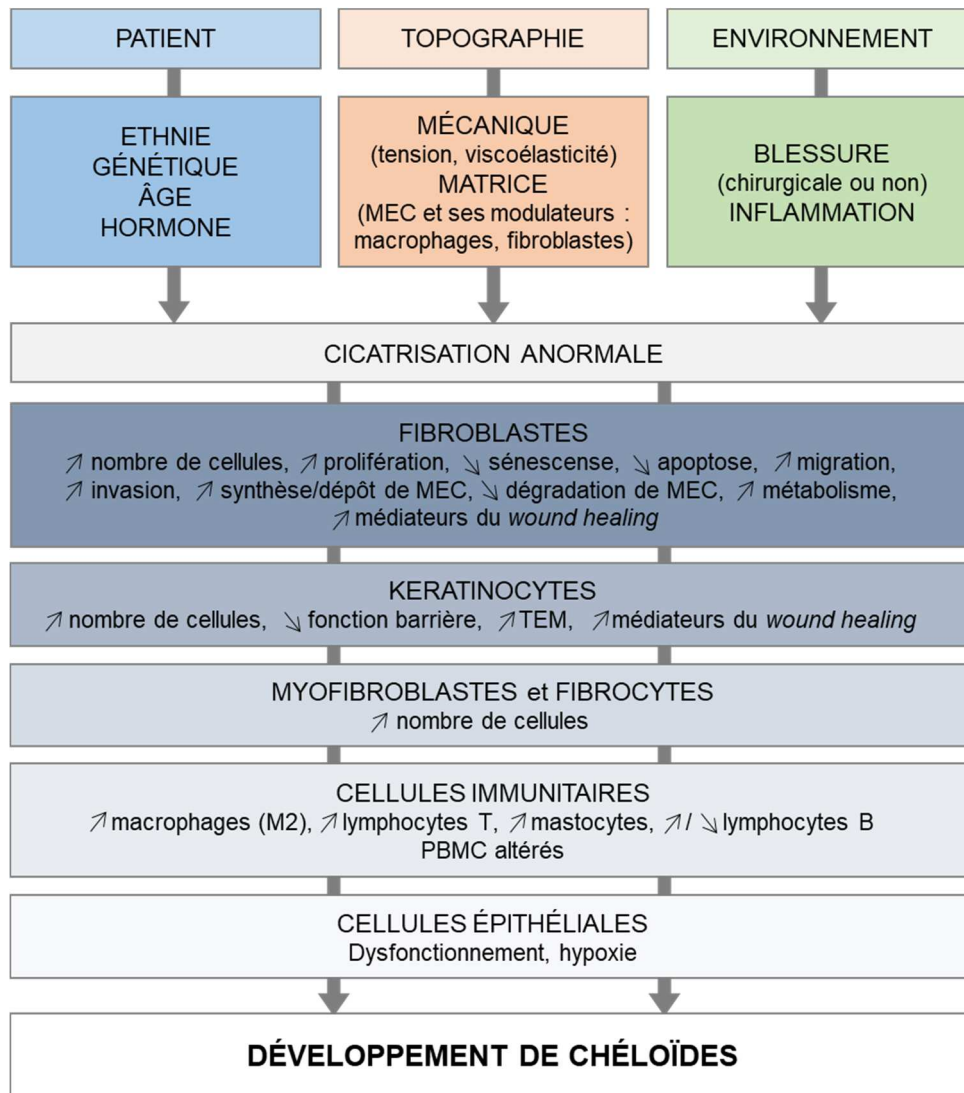 PATIENT
TOPOGRAPHIE
ENVIRONNEMENT
ETHNIE
GÉNÉTIQUE
ÂGE
HORMONE
MÉCANIQUE
(tension, viscoélasticité)
MATRICE
(MEC et ses modulateurs :
macrophages, fibroblastes)
BLESSURE
(chirurgicale ou non)
INFLAMMATION
CICATRISATION ANORMALE
FIBROBLASTES
↗ nombre de cellules, ↗ prolifération, ↘ sénescense, ↘ apoptose, ↗ migration,
↗ invasion, ↗ synthèse/dépôt de MEC, ↘ dégradation de MEC, ↗ métabolisme,
↗ médiateurs du wound healing
KERATINOCYTES
↗ nombre de cellules, ↘ fonction barrière, ↗ TEM, ↗ médiateurs du wound healing
MYOFIBROBLASTES et FIBROCYTES
↗ nombre de cellules
CELLULES IMMUNITAIRES
↗ macrophages (M2), ↗ lymphocytes T, ↗ mastocytes, ↗ / ↘ lymphocytes B
PBMC altérés
CELLULES ÉPITHÉLIALES
Dysfonctionnement, hypoxie
DÉVELOPPEMENT DE CHÉLOÏDES